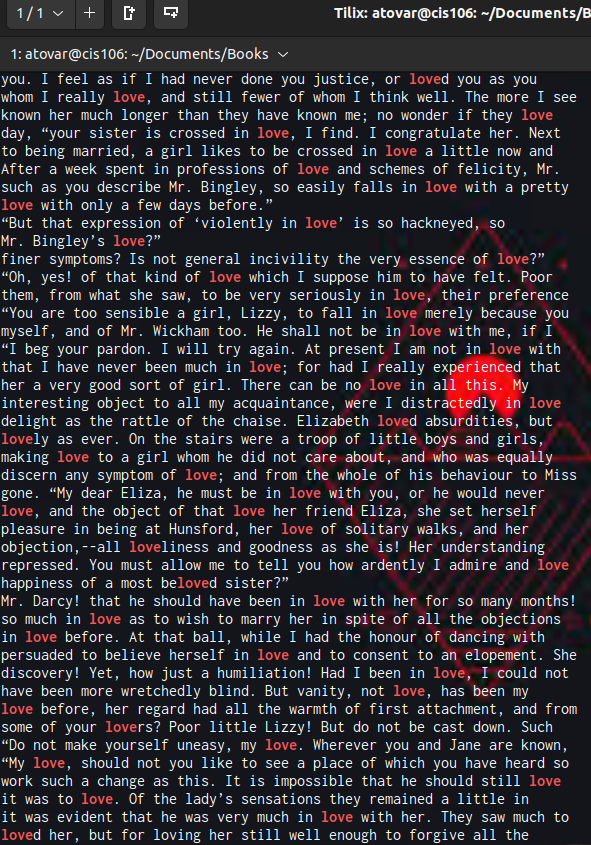 1 / 1
Tilix: atovar@cis106: ~/Documents/B
1: atovar@cis106: ~/Documents/Books
you. I feel as if I had never done you justice, or loved you as you
whom I really love, and still fewer of whom I think well. The more I see
known her much longer than they have known me; no wonder if they love
day, “your sister is crossed in love, I find. I congratulate her. Next
to being married, a girl likes to be crossed in love a little now and
After a week spent in professions of love and schemes of felicity, Mr.
such as you describe Mr. Bingley, so easily falls in love with a pretty
love with only a few days before.”
“But that expression of ‘violently in love’ is so hackneyed, so
Mr. Bingley’s love?”
finer symptoms? Is not general incivility the very essence of love?”
“Oh, yes! of that kind of love which I suppose him to have felt. Poor
them, from what she saw, to be very seriously in love, their preference
“You are too sensible a girl, Lizzy, to fall in love merely because you
myself, and of Mr. Wickham too. He shall not be in love with me, if I
“I beg your pardon. I will try again. At present I am not in love with
that I have never been much in love; for had I really experienced that
her a very good sort of girl. There can be no love in all this. My
interesting object to all my acquaintance, were I distractedly in love
delight as the rattle of the chaise. Elizabeth loved absurdities, but
lovely as ever. On the stairs were a troop of little boys and girls,
making love to a girl whom he did not care about, and who was equally
discern any symptom of love; and from the whole of his behaviour to Miss
gone. “My dear Eliza, he must be in love with you, or he would never
love, and the object of that love her friend Eliza, she set herself
pleasure in being at Hunsford, her love of solitary walks, and her
objection,--all loveliness and goodness as she is! Her understanding
repressed. You must allow me to tell you how ardently I admire and love
happiness of a most beloved sister?”
Mr. Darcy! that he should have been in love with her for so many months!
so much in love as to wish to marry her in spite of all the objections
in love before. At that ball, while I had the honour of dancing with
persuaded to believe herself in love and to consent to an elopement. She
discovery! Yet, how just a humiliation! Had I been in love, I could not
have been more wretchedly blind. But vanity, not love, has been my
love before, her regard had all the warmth of first attachment, and from
some of your lovers? Poor little Lizzy! But do not be cast down. Such
“Do not make yourself uneasy, my love. Wherever you and Jane are known,
“My love, should not you like to see a place of which you have heard so
work such a change as this. It is impossible that he should still love
it was to love. Of the lady’s sensations they remained a little in
it was evident that he was very much in love with her. They saw much to
loved her, but for loving her still well enough to forgive all the